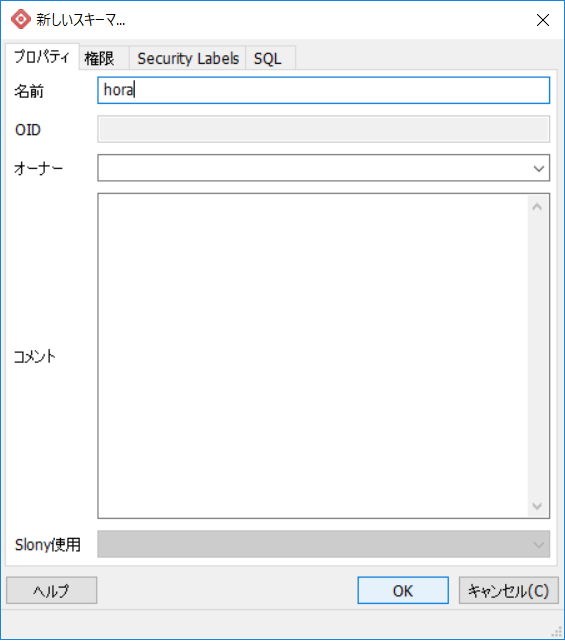 新しいスキーマ...
プロパティ 権限 Security Labels SQL
名前 hora
OID
オーナー
コメント
Slony使用
ヘルプ OK キャンセル(C)